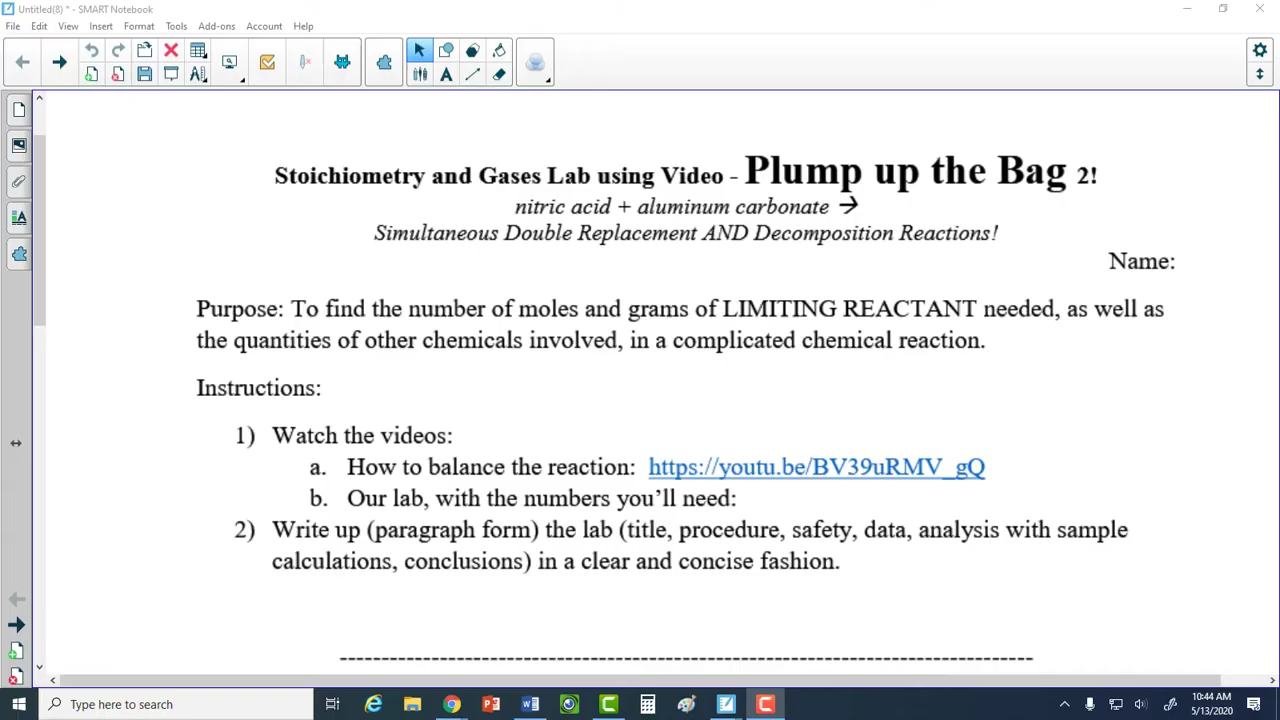 Untitled(8) * - SMART Notebook
File Edit View Insert Format Tools Add-ons Account Help
Stoichiometry and Gases Lab using Video - Plump up the Bag 2!
nitric acid + aluminum carbonate →
Simultaneous Double Replacement AND Decomposition Reactions!
Name:
Purpose: To find the number of moles and grams of LIMITING REACTANT needed, as well as
the quantities of other chemicals involved, in a complicated chemical reaction.
Instructions:
1) Watch the videos:
a. How to balance the reaction: https://youtu.be/BV39uRMV_gQ
b. Our lab, with the numbers you'll need:
2) Write up (paragraph form) the lab (title, procedure, safety, data, analysis with sample
calculations, conclusions) in a clear and concise fashion.
Type here to search
10:44 AM
5/13/2020